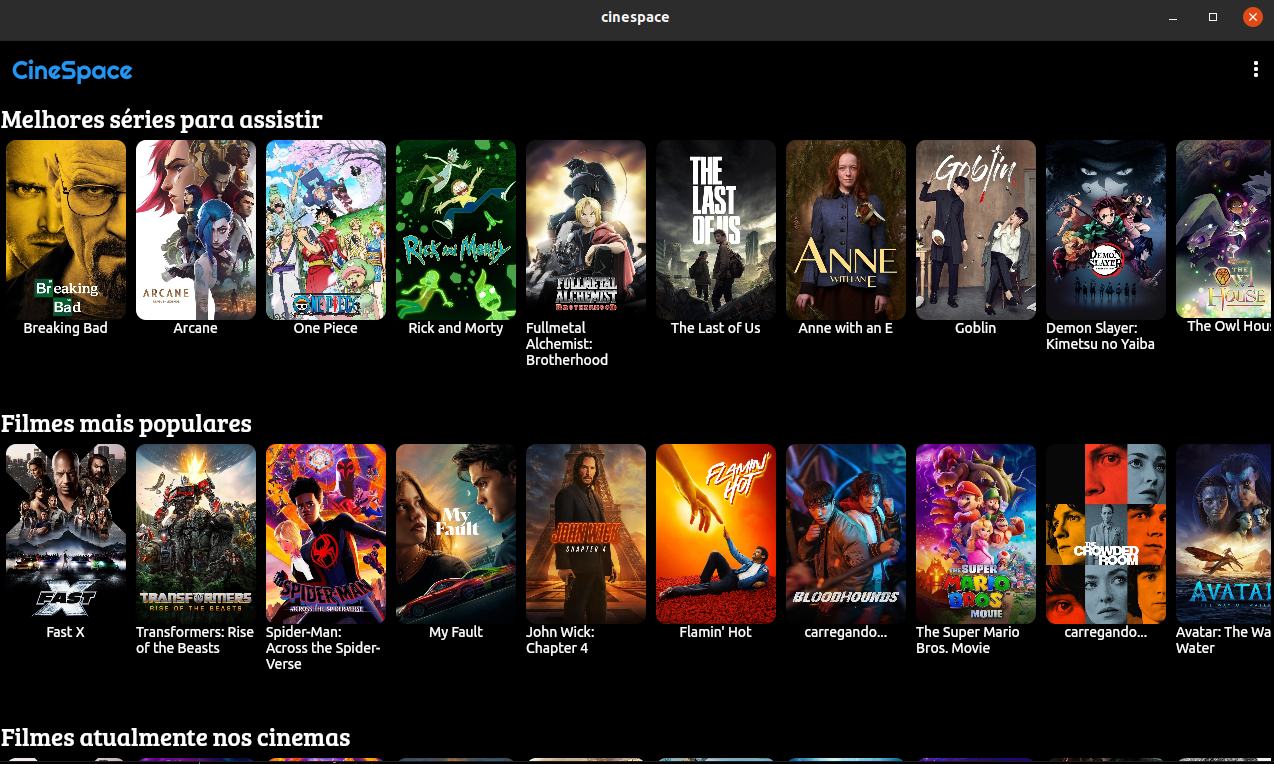 cinespace
CineSpace
Melhores séries para assistir
Breaking
Bad
ARCANE
ONE PIECE
Rick and Morty
FULLMETAL
ALCHEMIST
BROTHERHOOD
THE
LAST
OF US
ANNE
WITH AN E
Goblin
DEMON
SLAYER
THE
OWL
HOUSE
Breaking Bad
Arcane
One Piece
Rick and Morty
Fullmetal
Alchemist:
Brotherhood
The Last of Us
Anne with an E
Goblin
Demon Slayer:
Kimetsu no Yaiba
The Owl Hous
Filmes mais populares
FAST X
TRANSFORMERS
RISE OF THE BEASTS
SPIDER-MAN
ACROSS THE SPIDER-VERSE
My
Fault
JOHN WICK
CHAPTER 4
FLAMIN'
HOT
BLOODHOUNDS
THE SUPER
MARIO
BROS.
MOVIE
THE
CROWDED
ROOM
AVATA
THE WAY OF WATER
Fast X
Transformers: Rise
of the Beasts
Spider-Man:
Across the Spider-
Verse
My Fault
John Wick:
Chapter 4
Flamin' Hot
carregando...
The Super Mario
Bros. Movie
carregando...
Avatar: The Wa
Water
Filmes atualmente nos cinemas